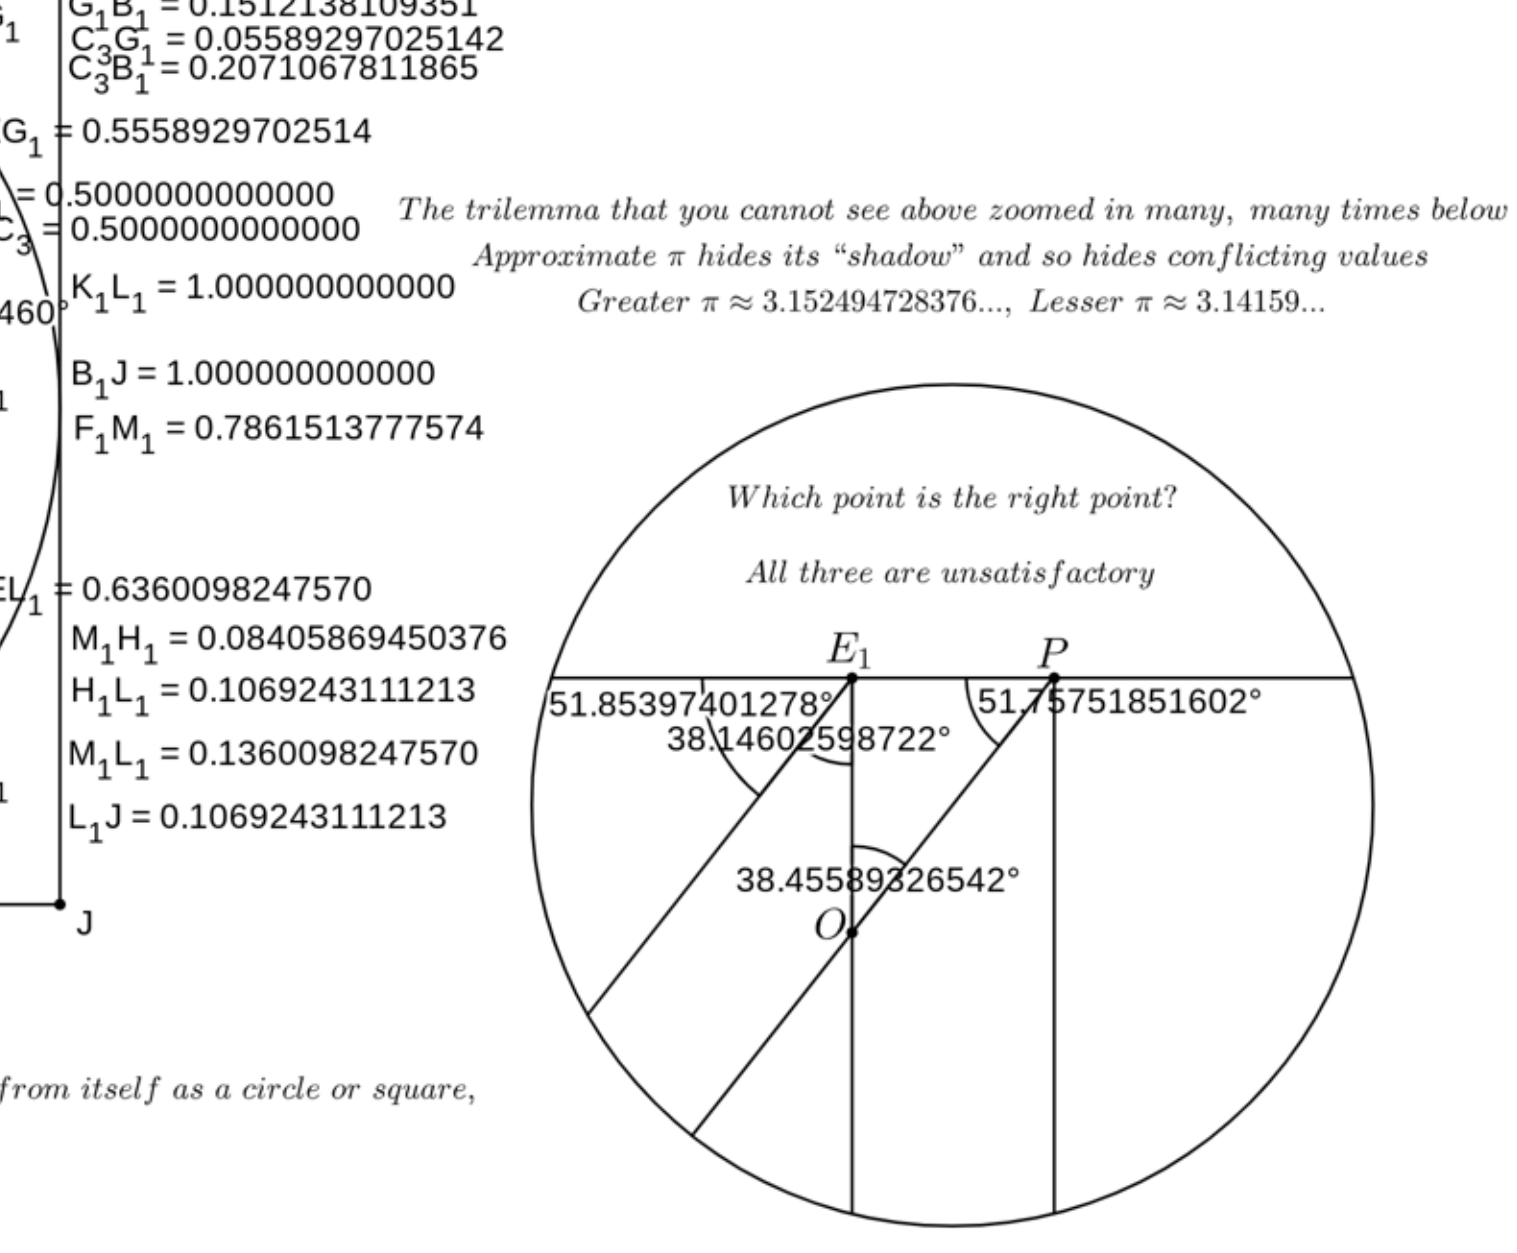 G₁B₁ = 0.1512138109351
C₃G₁ = 0.05589297025142
C₃B₁ = 0.2071067811865
G₁ = 0.5558929702514
= 0.5000000000000
C₃ = 0.5000000000000
K₁L₁ = 1.000000000000
460°
B₁J = 1.000000000000
F₁M₁ = 0.7861513777574
EL₁ = 0.6360098247570
M₁H₁ = 0.08405869450376
H₁L₁ = 0.1069243111213
M₁L₁ = 0.1360098247570
L₁J = 0.1069243111213
J
from itself as a circle or square,
The trilemma that you cannot see above zoomed in many, many times below
Approximate π hides its “shadow” and so hides conflicting values
Greater π ≈ 3.152494728376..., Lesser π ≈ 3.14159...
Which point is the right point?
All three are unsatisfactory
E₁ P
51.85397401278° 51.75751851602°
38.14602598722°
38.45589326542°
O